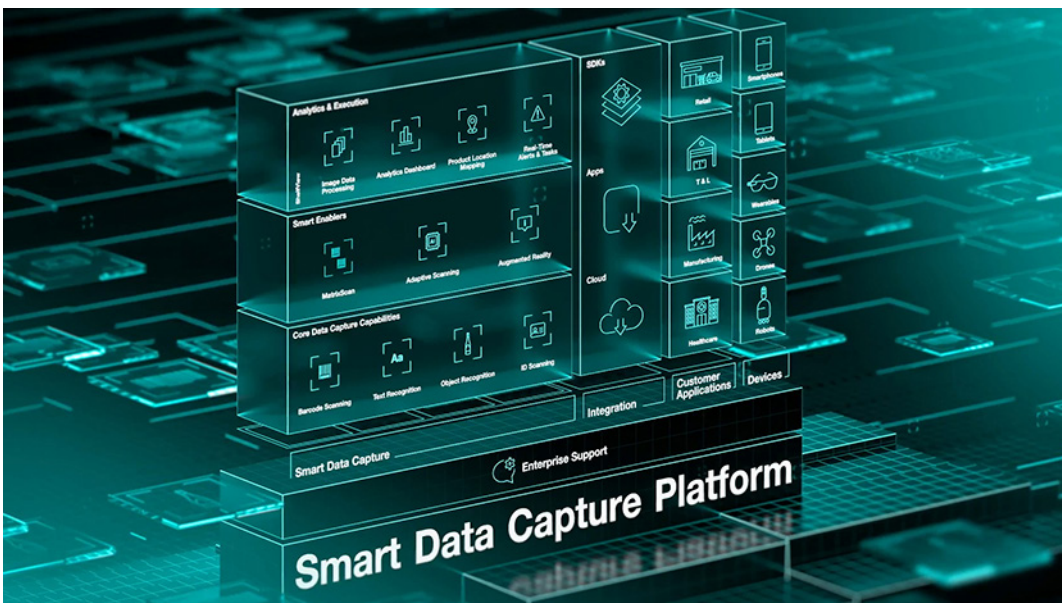 Analytics & Execution
ShelfView
Image Data
Processing
Analytics Dashboard
Product Location
Mapping
Real-Time
Alerts & Tasks
Smart Enablers
MatrixScan
Adaptive Scanning
Augmented Reality
Core Data Capture Capabilities
Barcode Scanning
Aa
Text Recognition
Object Recognition
ID Scanning
SDKs
Apps
Cloud
Retail
T & L
Manufacturing
Healthcare
Smartphones
Tablets
Wearables
Drones
Robots
Smart Data Capture
Integration
Customer
Applications
Devices
Enterprise Support
Smart Data Capture Platform